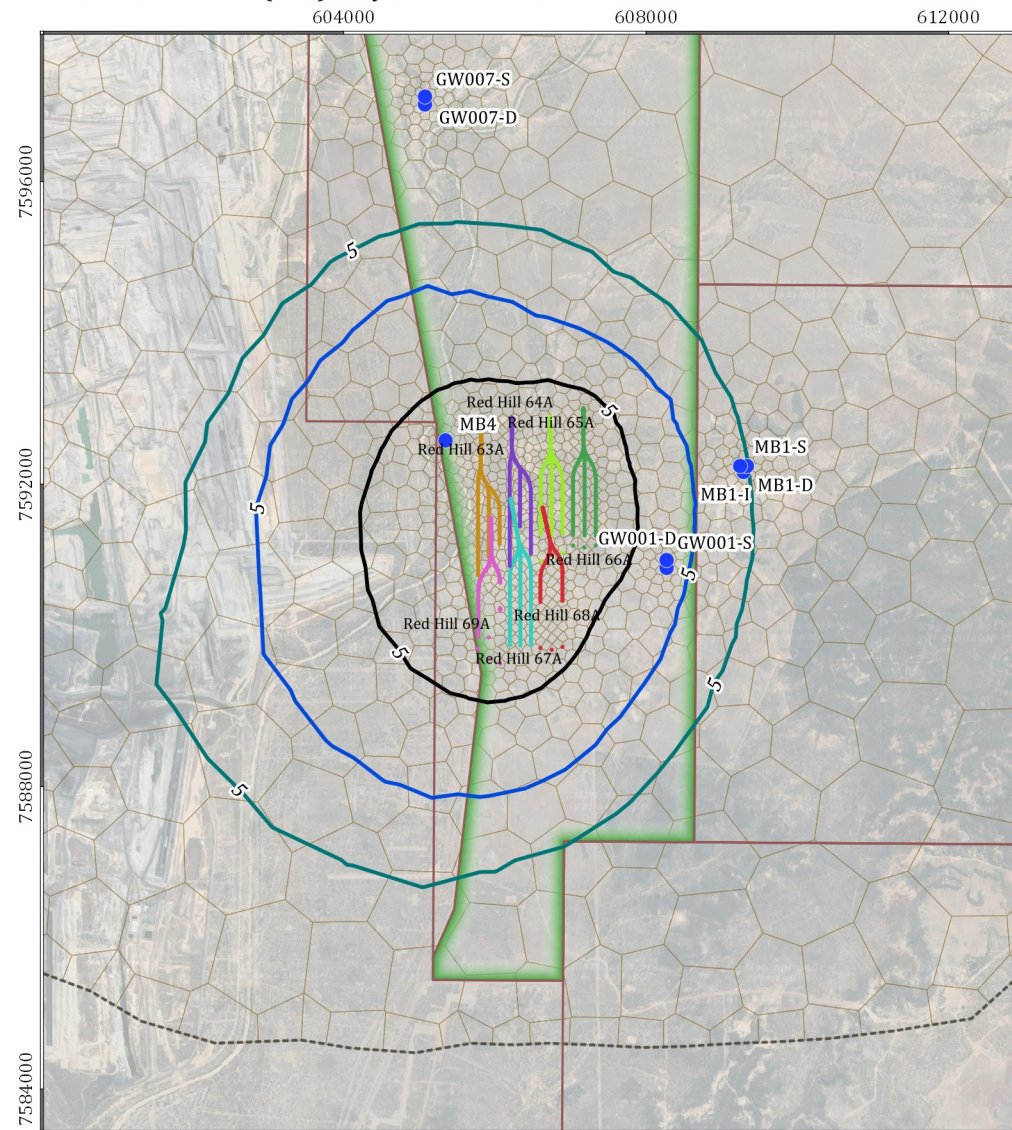 604000
608000
612000
7596000
7592000
7588000
7584000
GW007-S
GW007-D
5
Red Hill 64A
5
MB4
Red Hill 65A
Red Hill 63A
MB1-S
MB1-D
MB1-I
5
GW001-D
GW001-S
Red Hill 66A
5
Red Hill 68A
Red Hill 69A
5
Red Hill 67A
5
5